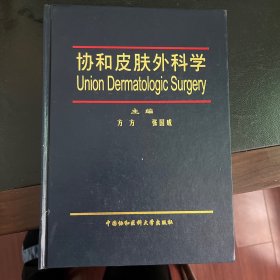 协和皮肤外科学
Union Dermatologic Surgery
主编
方方 张国成
中国协和医科大学出版社